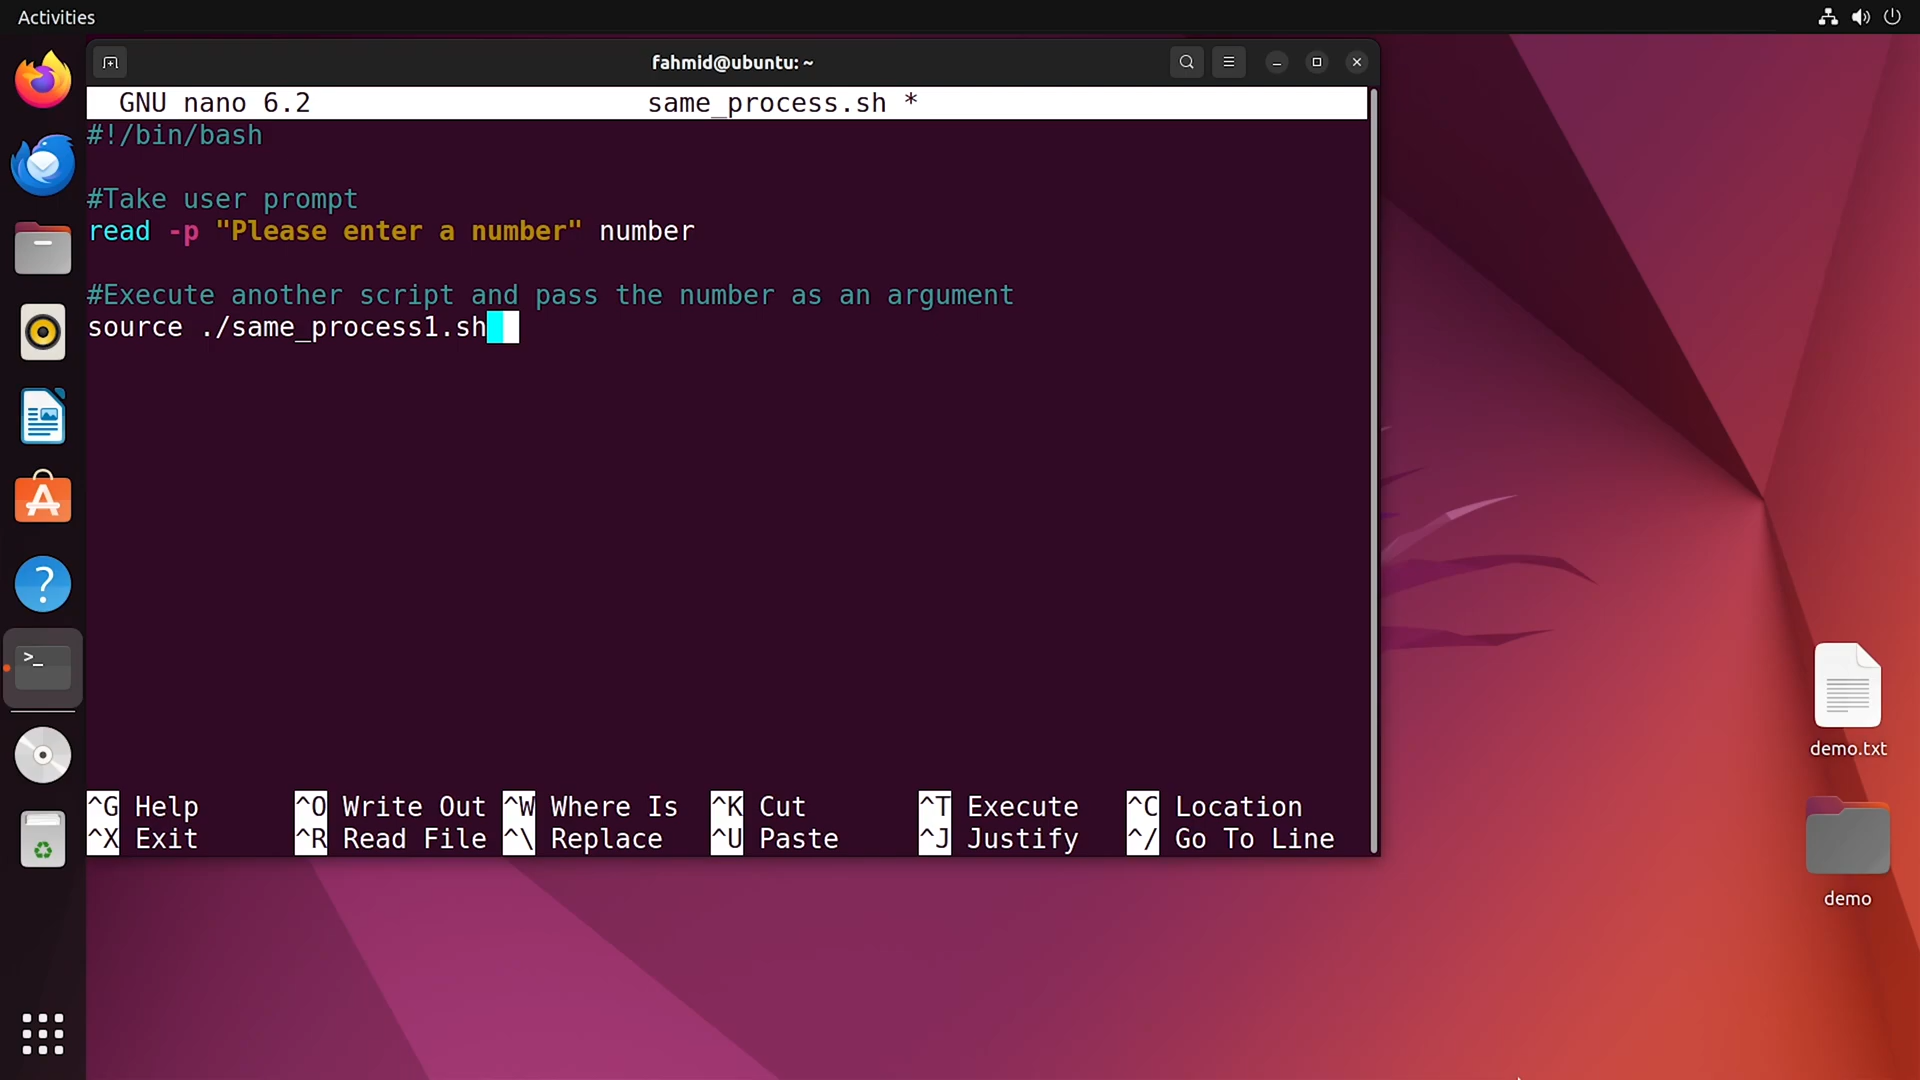 Activities
fahmid@ubuntu: ~
GNU nano 6.2 same_process.sh *
#!/bin/bash
#Take user prompt
read -p "Please enter a number" number
#Execute another script and pass the number as an argument
source ./same_process1.sh
^G Help ^O Write Out ^W Where Is ^K Cut ^T Execute ^C Location
^X Exit ^R Read File ^\ Replace ^U Paste ^J Justify ^/ Go To Line
demo.txt
demo